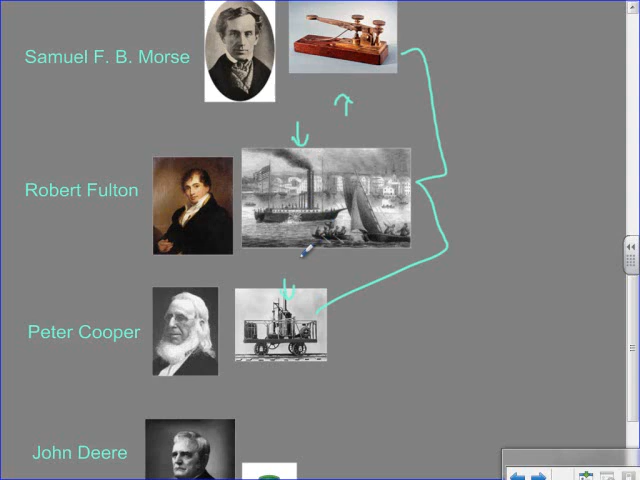 Samuel F. B. Morse
Robert Fulton
Peter Cooper
John Deere